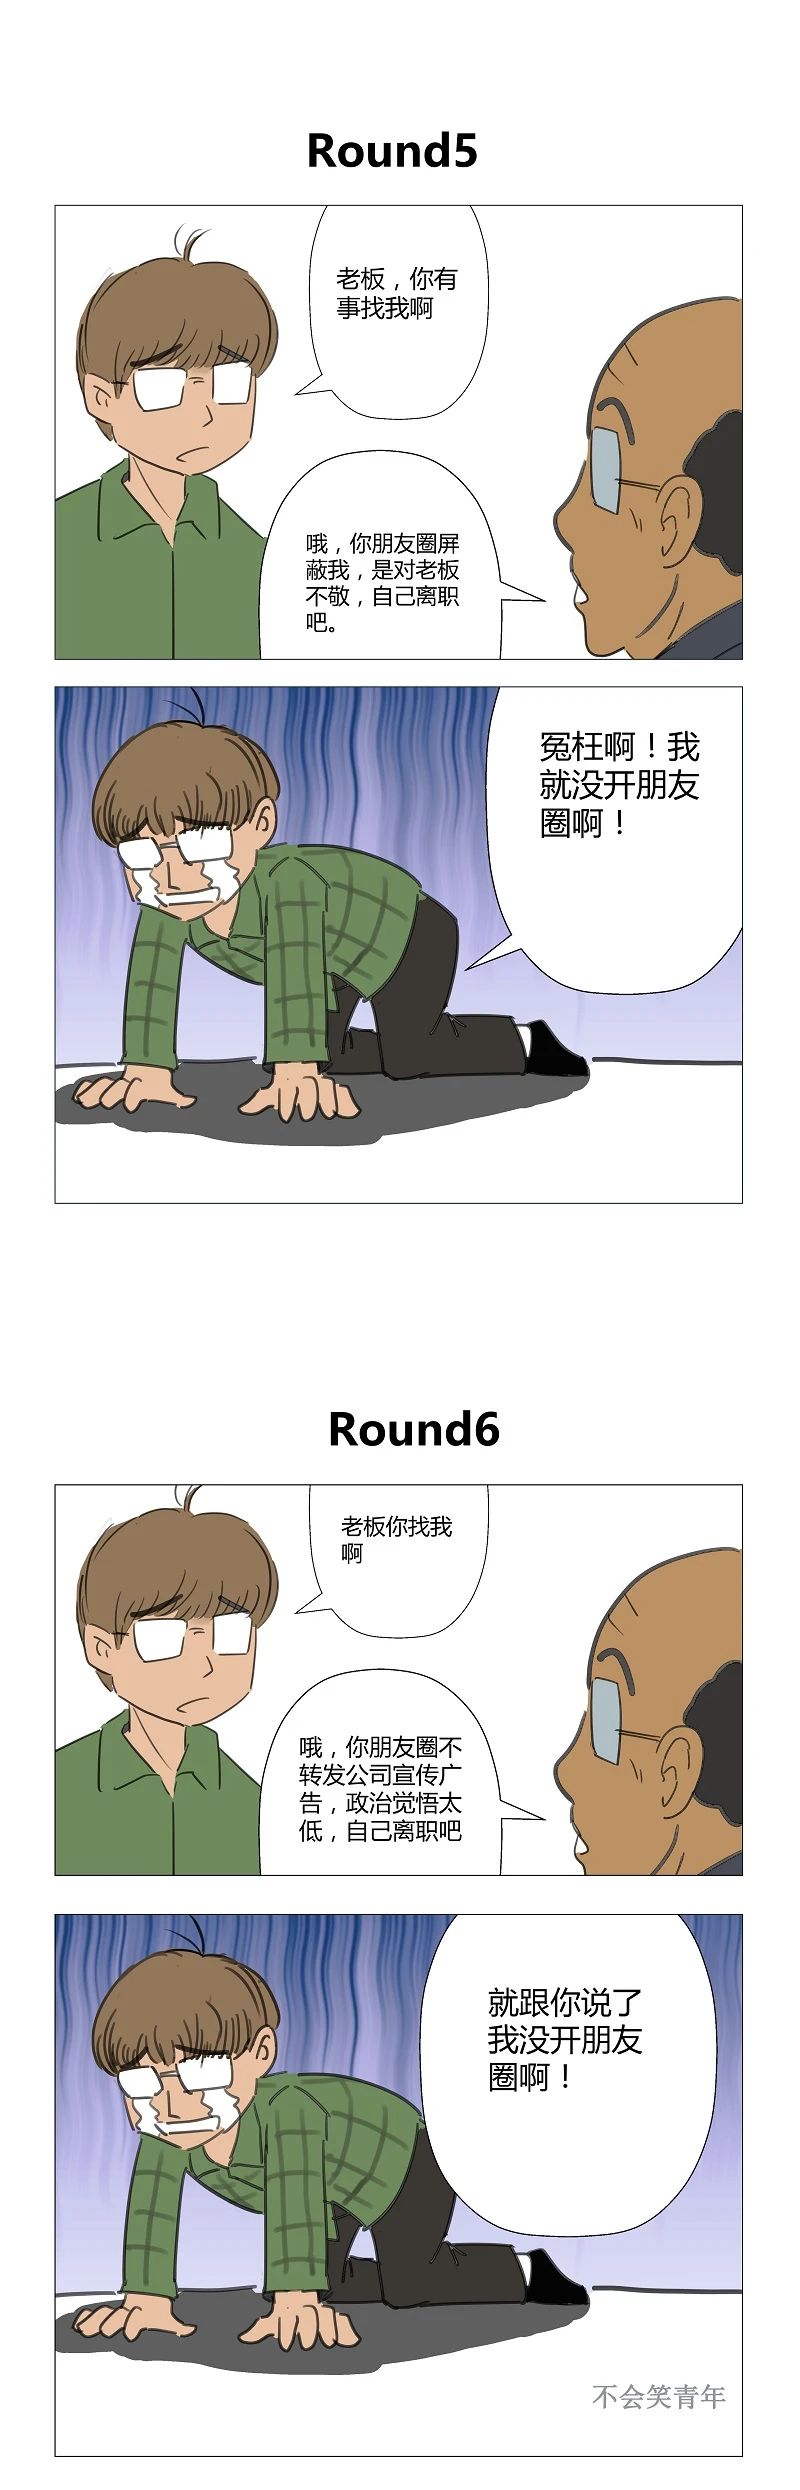 Round5
老板，你有
事找我啊
哦，你朋友圈屏
蔽我，是对老板
不敬，自己离职
吧。
冤枉啊！我
就没开朋友
圈啊！
Round6
老板你找我
啊
哦，你朋友圈不
转发公司宣传广
告，政治觉悟太
低，自己离职吧
就跟你说了
我没开朋友
圈啊！
不会笑青年